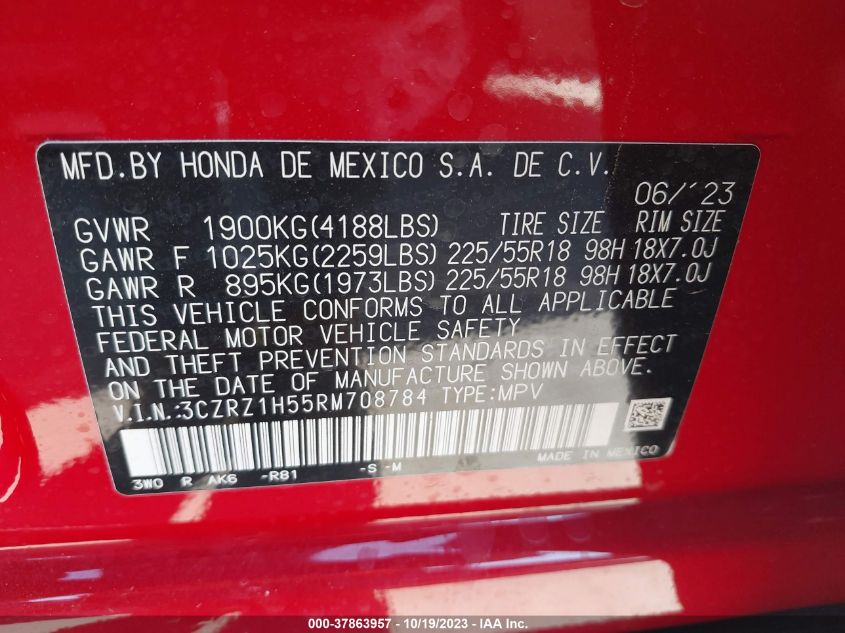 MFD.BY HONDA DE MEXICO S.A. DE C.V.
06/'23
GVWR 1900KG(4188LBS) TIRE SIZE RIM SIZE
GAWR F 1025KG(2259LBS) 225/55R18 98H 18X7.0J
GAWR R 895KG(1973LBS) 225/55R18 98H 18X7.0J
THIS VEHICLE CONFORMS TO ALL APPLICABLE
FEDERAL MOTOR VEHICLE SAFETY
AND THEFT PREVENTION STANDARDS IN EFFECT
ON THE DATE OF MANUFACTURE SHOWN ABOVE.
V.I.N.:3CZRZ1H55RM708784 TYPE:MPV
MADE IN MEXICO
3W0 R AK6 -R81 -S -M
000-37863957 - 10/19/2023 - IAA Inc.